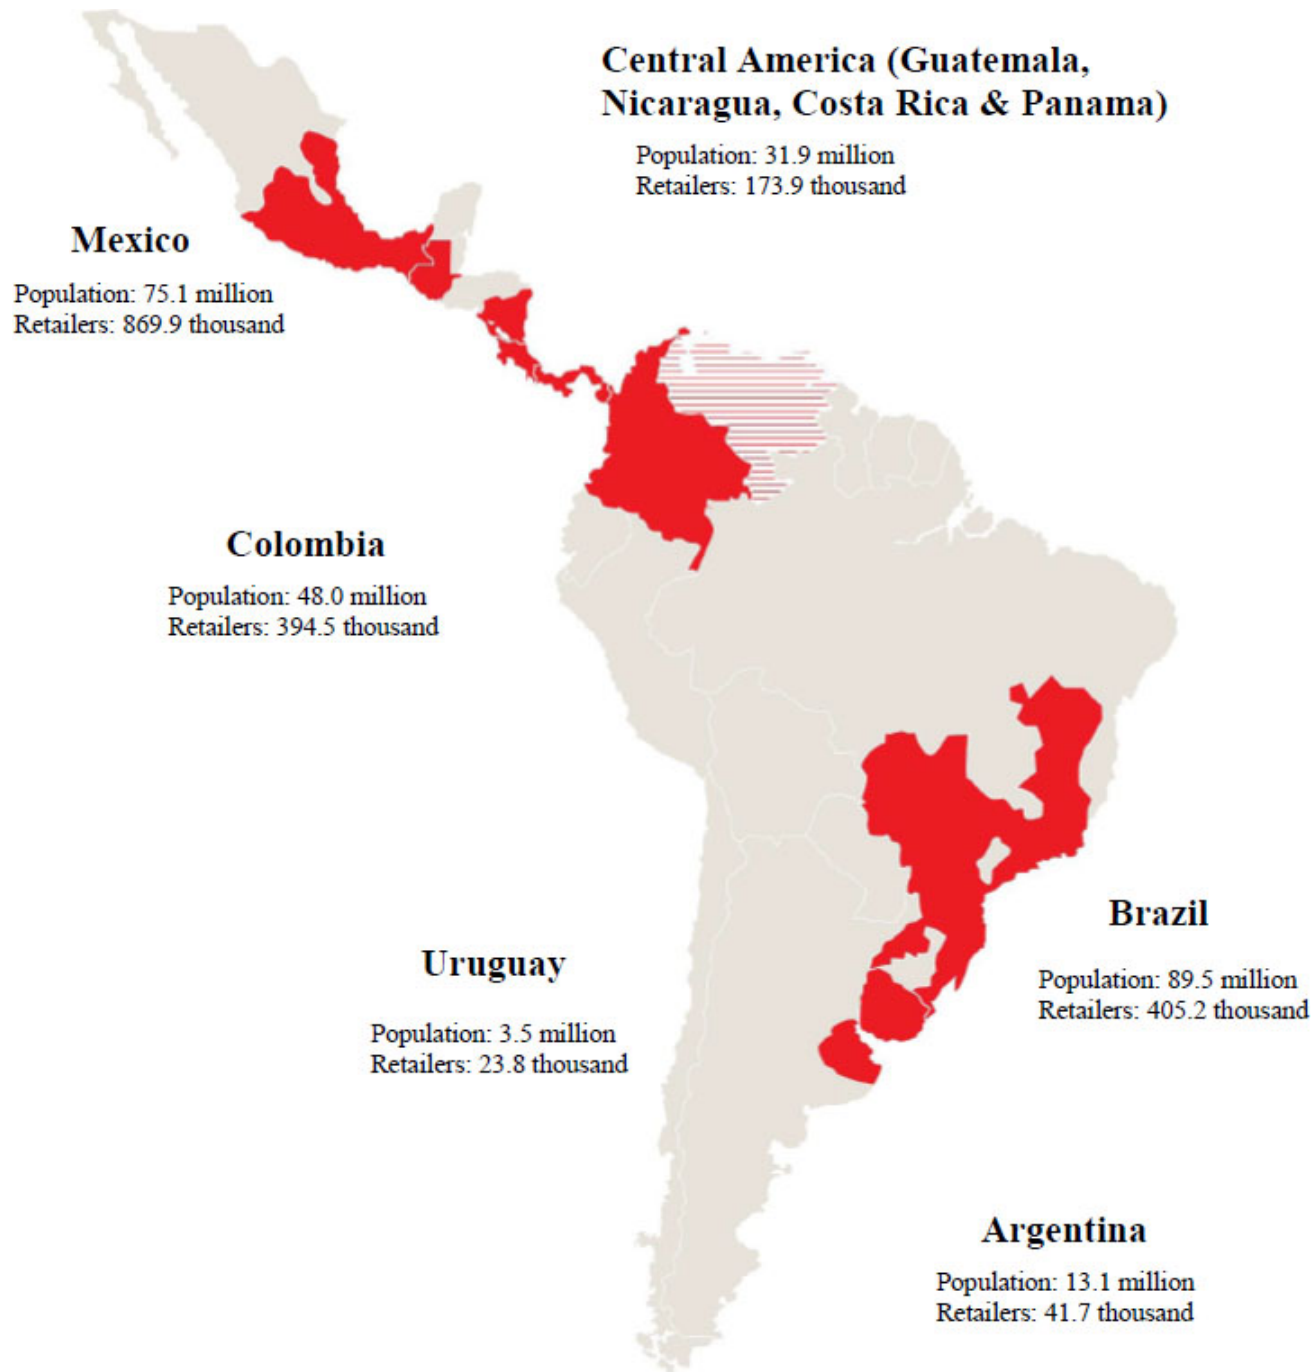 Central America (Guatemala,
Nicaragua, Costa Rica & Panama)
Population: 31.9 million
Retailers: 173.9 thousand
Mexico
Population: 75.1 million
Retailers: 869.9 thousand
Colombia
Population: 48.0 million
Retailers: 394.5 thousand
Brazil
Population: 89.5 million
Retailers: 405.2 thousand
Uruguay
Population: 3.5 million
Retailers: 23.8 thousand
Argentina
Population: 13.1 million
Retailers: 41.7 thousand